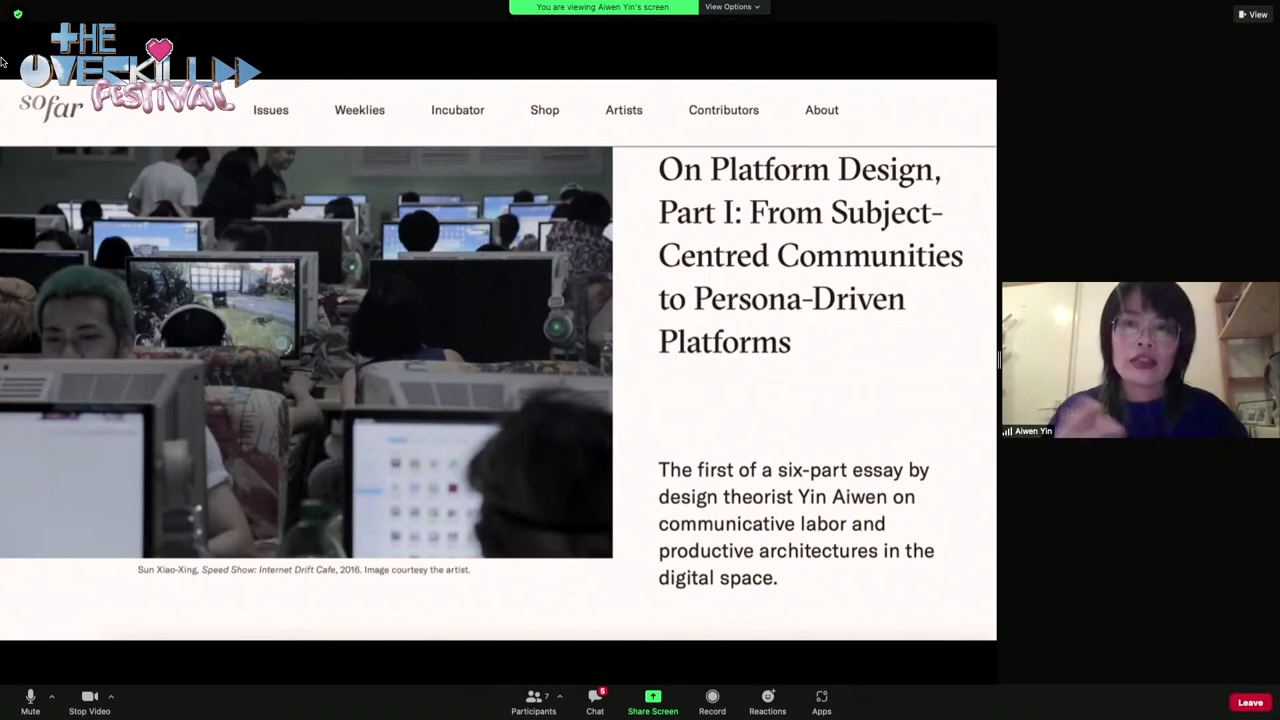 You are viewing Aiwen Yin's screen
View Options
View
THE
OVERKILL
FESTIVAL
so-far
Issues
Weeklies
Incubator
Shop
Artists
Contributors
About
On Platform Design,
Part I: From Subject-
Centred Communities
to Persona-Driven
Platforms
The first of a six-part essay by
design theorist Yin Aiwen on
communicative labor and
productive architectures in the
digital space.
Sun Xiao-Xing, Speed Show: Internet Drift Cafe, 2016. Image courtesy the artist.
Aiwen Yin
Mute
Stop Video
7
Participants
5
Chat
Share Screen
Record
Reactions
Apps
Leave